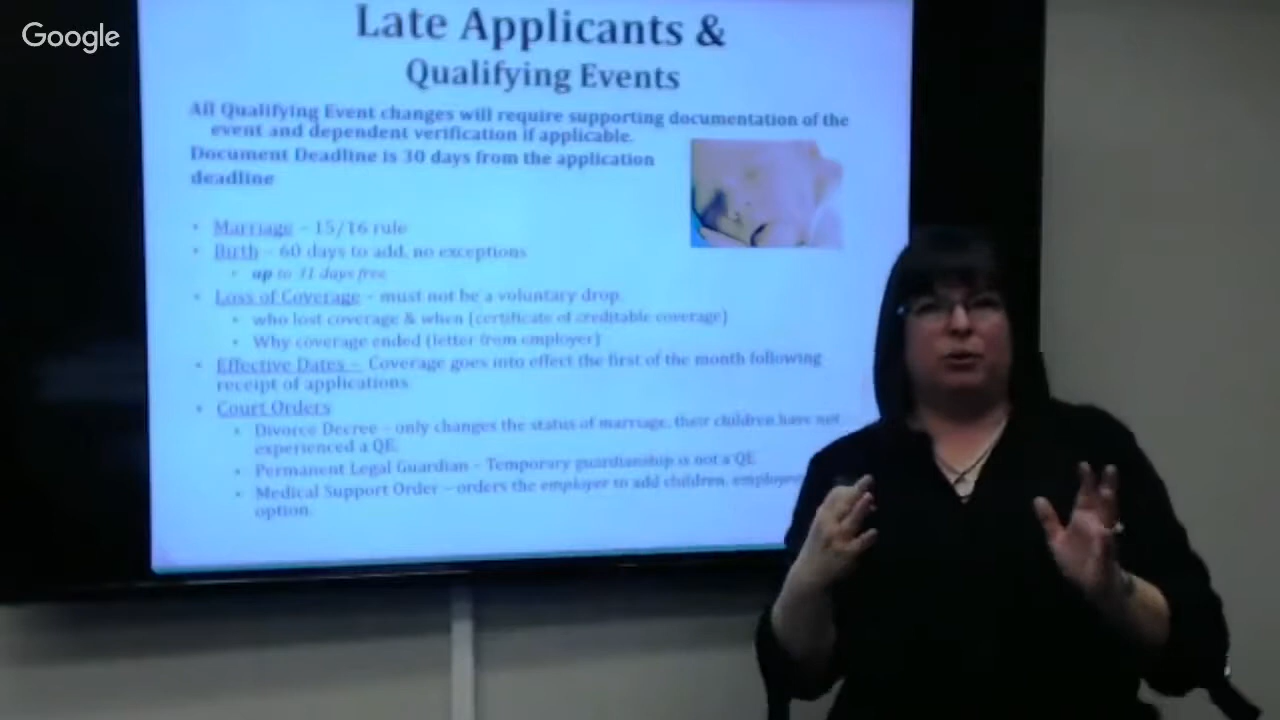 Google
Late Applicants &
Qualifying Events
All Qualifying Event changes will require supporting documentation of the
event and dependent verification if applicable.
Document Deadline is 30 days from the application
deadline
• Marriage – 15/16 rule
• Birth – 60 days to add, no exceptions
• up to 31 days free
• Loss of Coverage – must not be a voluntary drop.
• who lost coverage & when (certificate of creditable coverage)
• Why coverage ended (letter from employer)
• Effective Dates – Coverage goes into effect the first of the month following
receipt of applications
• Court Orders
• Divorce Decree – only changes the status of marriage, their children have not
experienced a QE.
• Permanent Legal Guardian – Temporary guardianship is not a QE
• Medical Support Order – orders the employer to add children,
option.